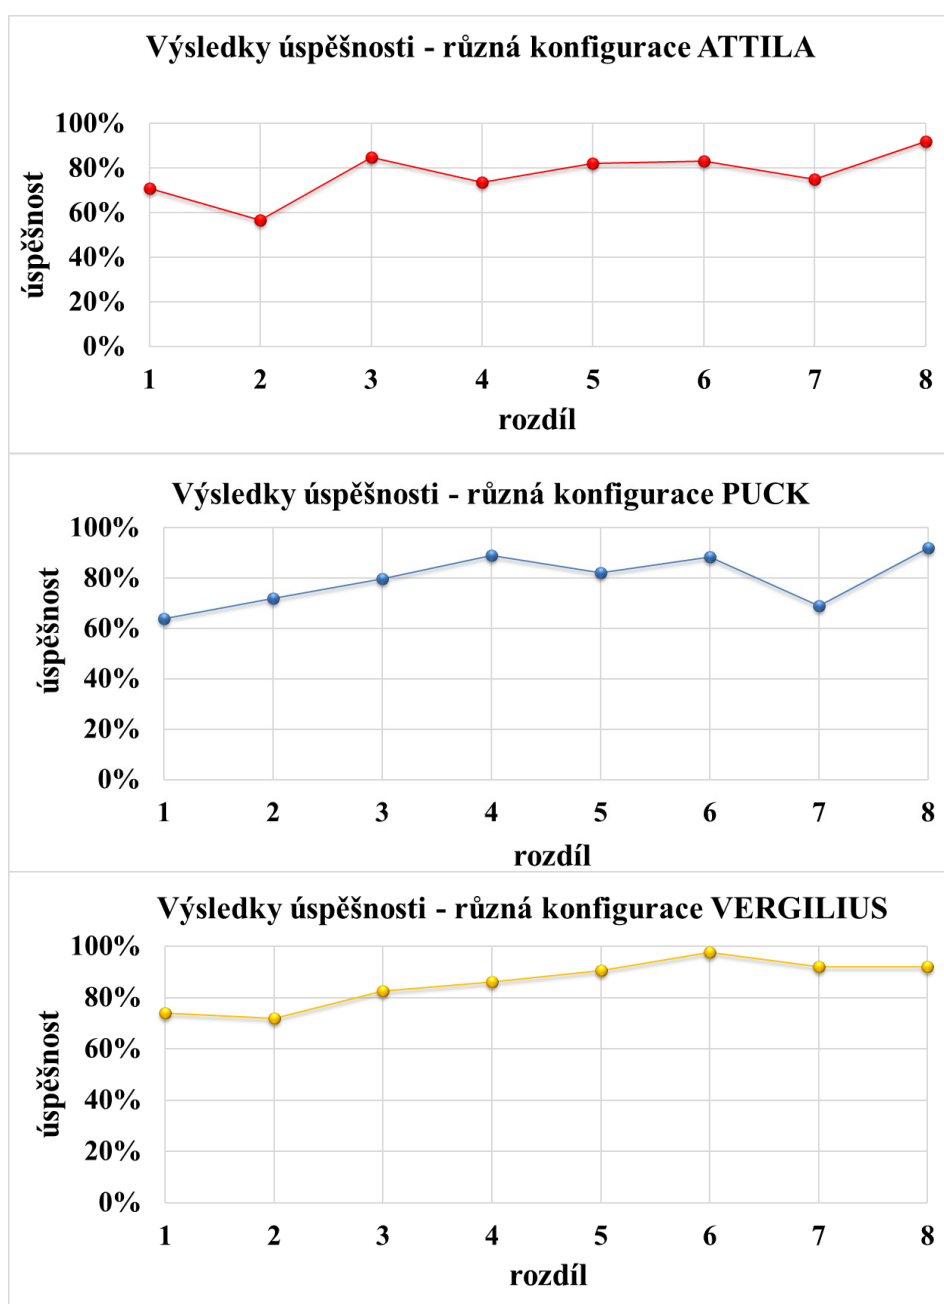 Výsledky úspěšnosti - různá konfigurace ATTILA
100%
80%
60%
40%
20%
0%
úspěšnost
1 2 3 4 5 6 7 8
rozdíl
Výsledky úspěšnosti - různá konfigurace PUCK
100%
80%
60%
40%
20%
0%
úspěšnost
1 2 3 4 5 6 7 8
rozdíl
Výsledky úspěšnosti - různá konfigurace VERGILIUS
100%
80%
60%
40%
20%
0%
úspěšnost
1 2 3 4 5 6 7 8
rozdíl